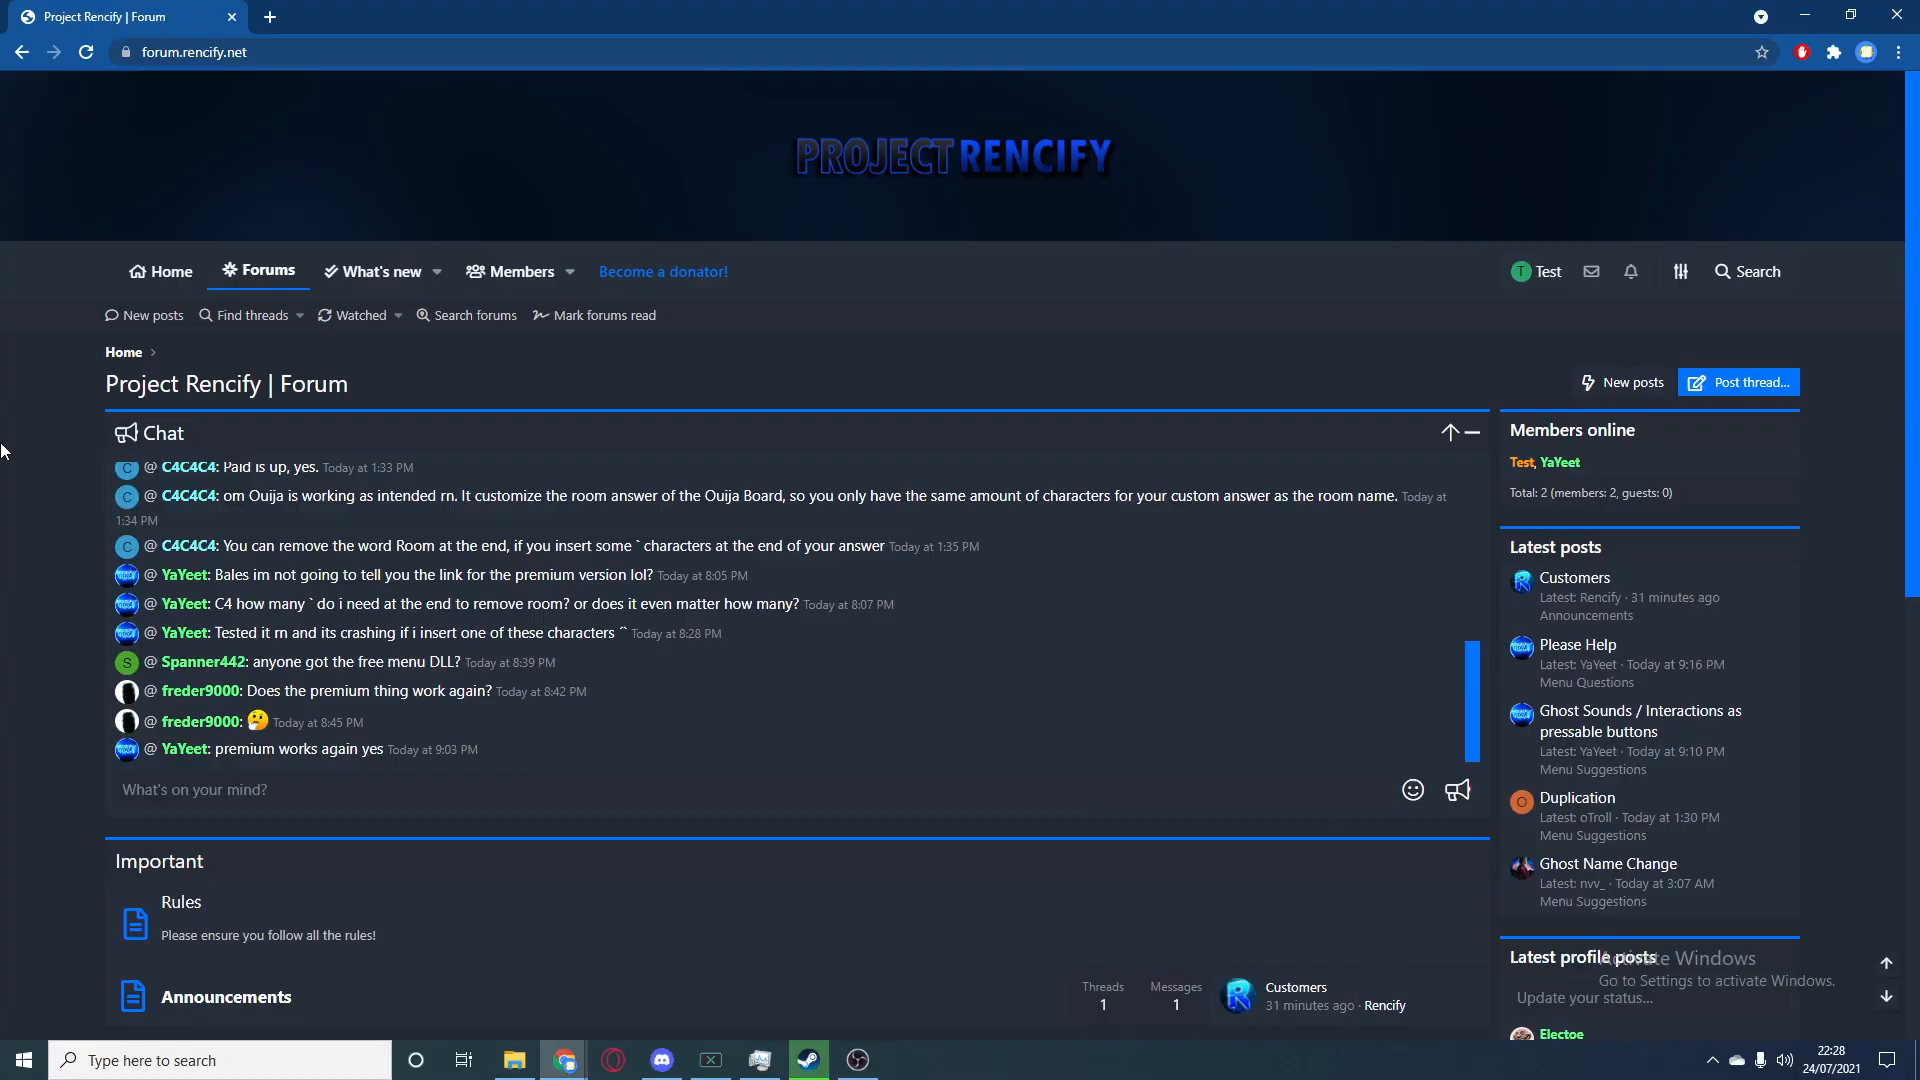 Project Rencify | Forum
forum.rencify.net
PROJECT RENCIFY
Home
Forums
What's new
Members
Become a donator!
T Test
Search
New posts
Find threads
Watched
Search forums
Mark forums read
Home
Project Rencify | Forum
New posts
Post thread...
Chat
C @ C4C4C4: Paid is up, yes. Today at 1:33 PM
C @ C4C4C4: om Ouija is working as intended rn. It customize the room answer of the Ouija Board, so you only have the same amount of characters for your custom answer as the room name. Today at
1:34 PM
C @ C4C4C4: You can remove the word Room at the end, if you insert some ` characters at the end of your answer Today at 1:35 PM
@ YaYeet: Bales im not going to tell you the link for the premium version lol? Today at 8:05 PM
@ YaYeet: C4 how many ` do i need at the end to remove room? or does it even matter how many? Today at 8:07 PM
@ YaYeet: Tested it rn and its crashing if i insert one of these characters Today at 8:28 PM
S @ Spanner442: anyone got the free menu DLL? Today at 8:39 PM
@ freder9000: Does the premium thing work again? Today at 8:42 PM
@ freder9000: 🤔 Today at 8:45 PM
@ YaYeet: premium works again yes Today at 9:03 PM
What's on your mind?
Important
Rules
Please ensure you follow all the rules!
Announcements
Threads
1
Messages
1
Customers
31 minutes ago · Rencify
Members online
Test, YaYeet
Total: 2 (members: 2, guests: 0)
Latest posts
Customers
Latest: Rencify · 31 minutes ago
Announcements
Please Help
Latest: YaYeet · Today at 9:16 PM
Menu Questions
Ghost Sounds / Interactions as
pressable buttons
Latest: YaYeet · Today at 9:10 PM
Menu Suggestions
O Duplication
Latest: oTroll · Today at 1:30 PM
Menu Suggestions
Ghost Name Change
Latest: nvv_ · Today at 3:07 AM
Menu Suggestions
Latest profile posts
Activate Windows
Go to Settings to activate Windows.
Update your status...
Electoe
Type here to search
22:28
24/07/2021